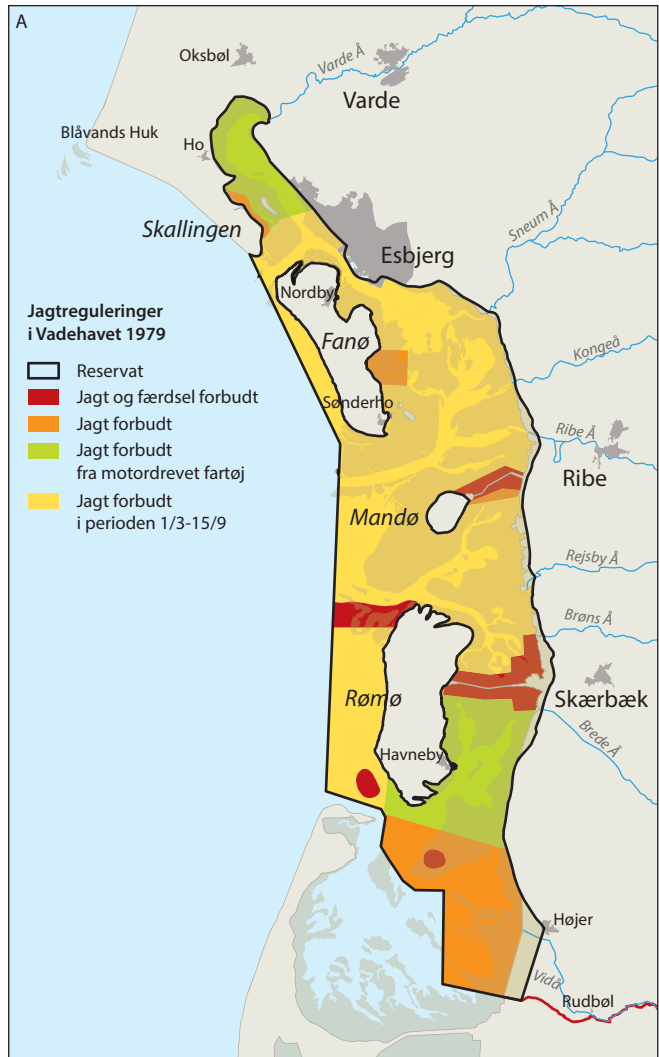 A
Oksbøl
Varde Å
Varde
Blåvands Huk
Ho
Sneum Å
Skallingen
Esbjerg
Nordby
Jagtreguleringer
i Vadehavet 1979
Fanø
Kongeå
Reservat
Jagt og færdsel forbudt
Sønderho
Jagt forbudt
Ribe Å
Jagt forbudt
fra motordrevet fartøj
Ribe
Jagt forbudt
i perioden 1/3-15/9
Mandø
Rejsby Å
Brøns Å
Rømø
Skærbæk
Brede Å
Havneby
Højer
Vidå
Rudbøl